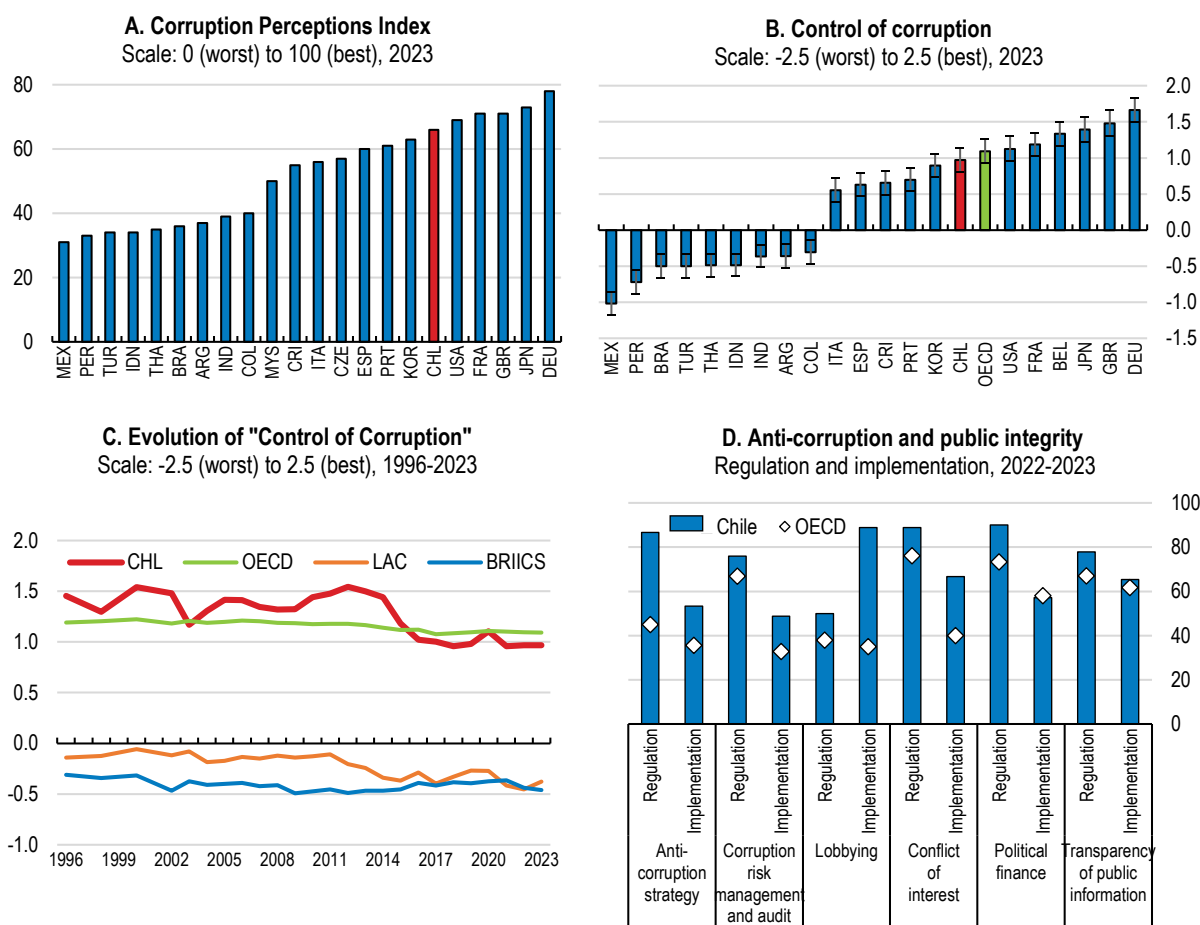 A. Corruption Perceptions Index
Scale: 0 (worst) to 100 (best), 2023
80
60
40
20
0
MEX PER TUR IDN THA BRA ARG IND COL MYS CRI ITA CZE ESP PRT KOR CHL USA FRA GBR JPN DEU
B. Control of corruption
Scale: -2.5 (worst) to 2.5 (best), 2023
2.0
1.5
1.0
0.5
0.0
-0.5
-1.0
-1.5
MEX PER BRA TUR THA IDN IND ARG COL ITA ESP CRI PRT KOR CHL OECD USA FRA BEL JPN GBR DEU
C. Evolution of "Control of Corruption"
Scale: -2.5 (worst) to 2.5 (best), 1996-2023
2.0
CHL OECD LAC BRIICS
1.5
1.0
0.5
0.0
-0.5
-1.0
1996 1999 2002 2005 2008 2011 2014 2017 2020 2023
D. Anti-corruption and public integrity
Regulation and implementation, 2022-2023
100
Chile OECD
80
60
40
20
0
Regulation Implementation Regulation Implementation Regulation Implementation Regulation Implementation Regulation Implementation Regulation Implementation
Anti-
corruption
strategy
Corruption
risk
management
and audit
Lobbying
Conflict
of
interest
Political
finance
Transparency
of public
information